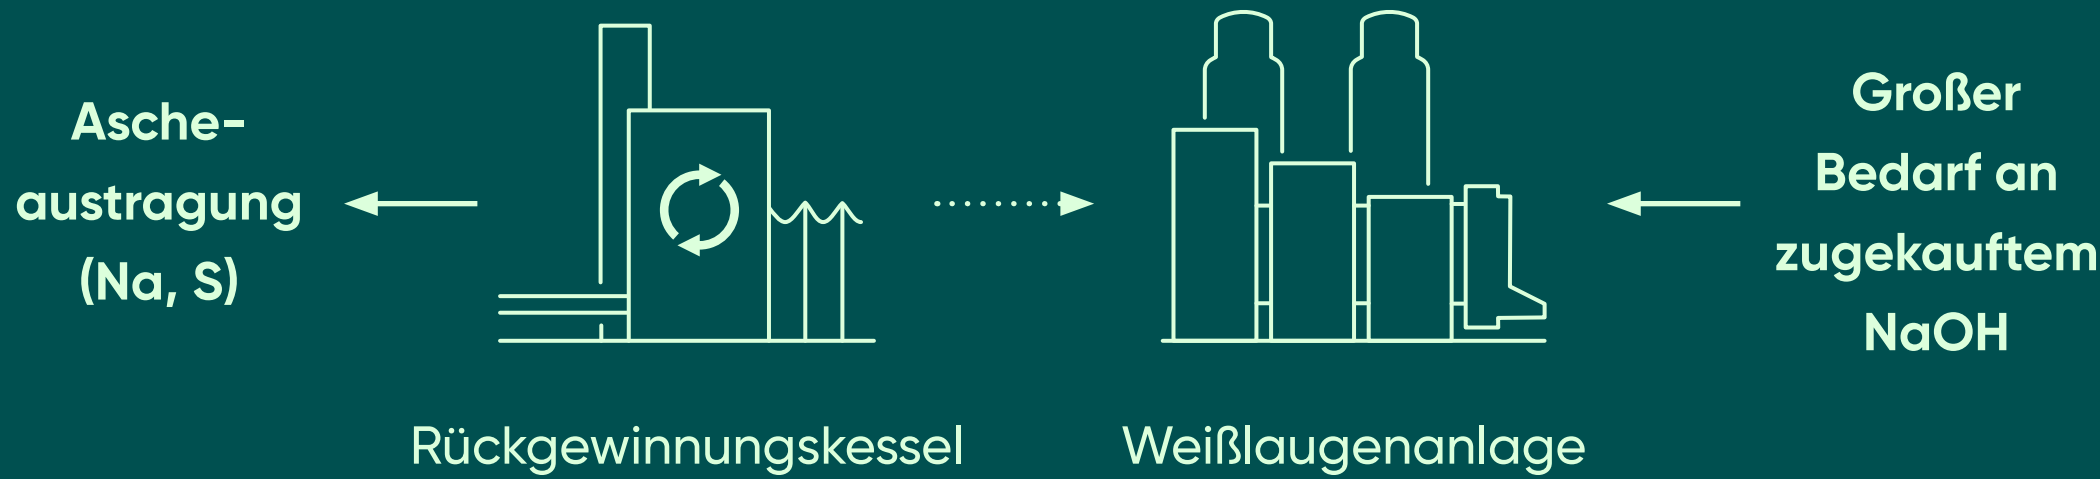 Asche-
austragung
(Na, S)
Rückgewinnungskessel
Weißlaugenanlage
Großer
Bedarf an
zugekauftem
NaOH